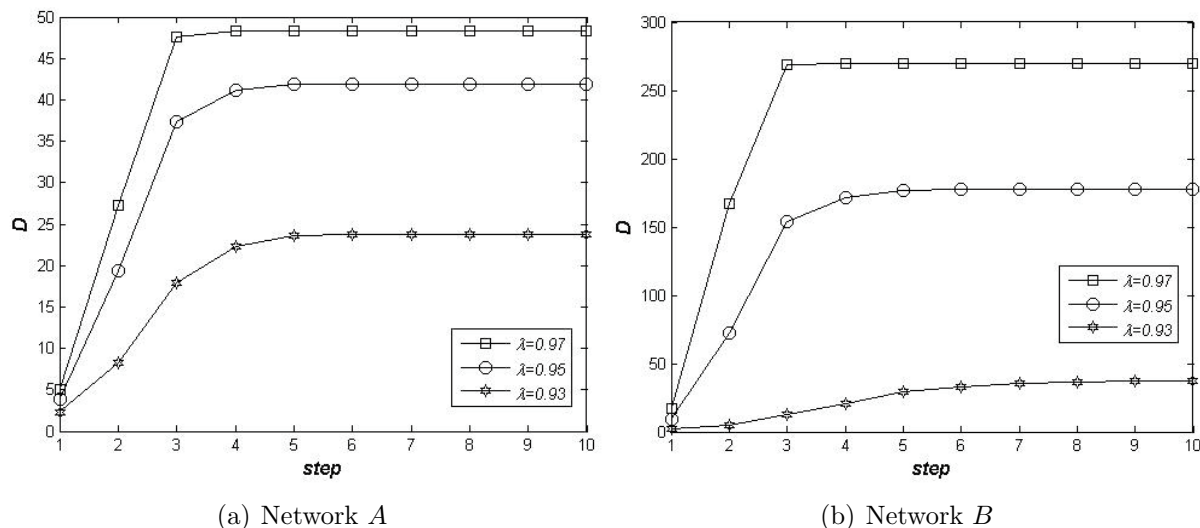 50
45
40
35
30
25
20
15
10
5
0
D
1 2 3 4 5 6 7 8 9 10
step
λ=0.97
λ=0.95
λ=0.93
(a) Network A
300
250
200
150
100
50
0
D
1 2 3 4 5 6 7 8 9 10
step
λ=0.97
λ=0.95
λ=0.93
(b) Network B